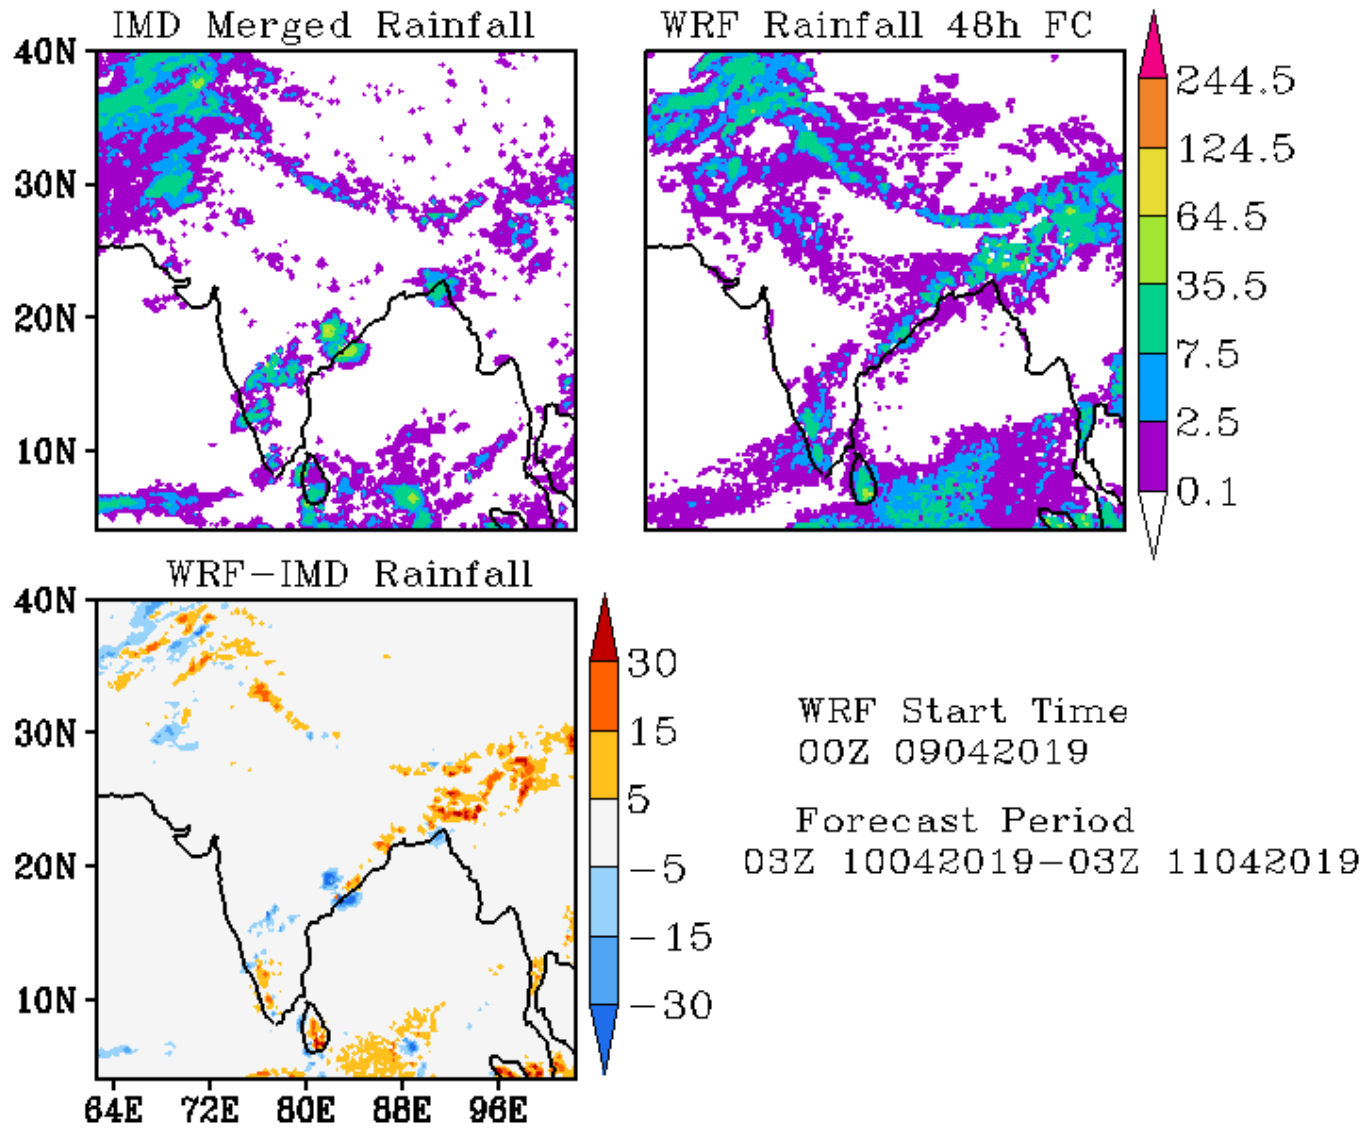 IMD Merged Rainfall
WRF Rainfall 48h FC
40N
30N
20N
10N
244.5
124.5
64.5
35.5
7.5
2.5
0.1
WRF-IMD Rainfall
40N
30N
20N
10N
64E 72E 80E 88E 96E
30
15
5
-5
-15
-30
WRF Start Time
00Z 09042019
Forecast Period
03Z 10042019-03Z 11042019